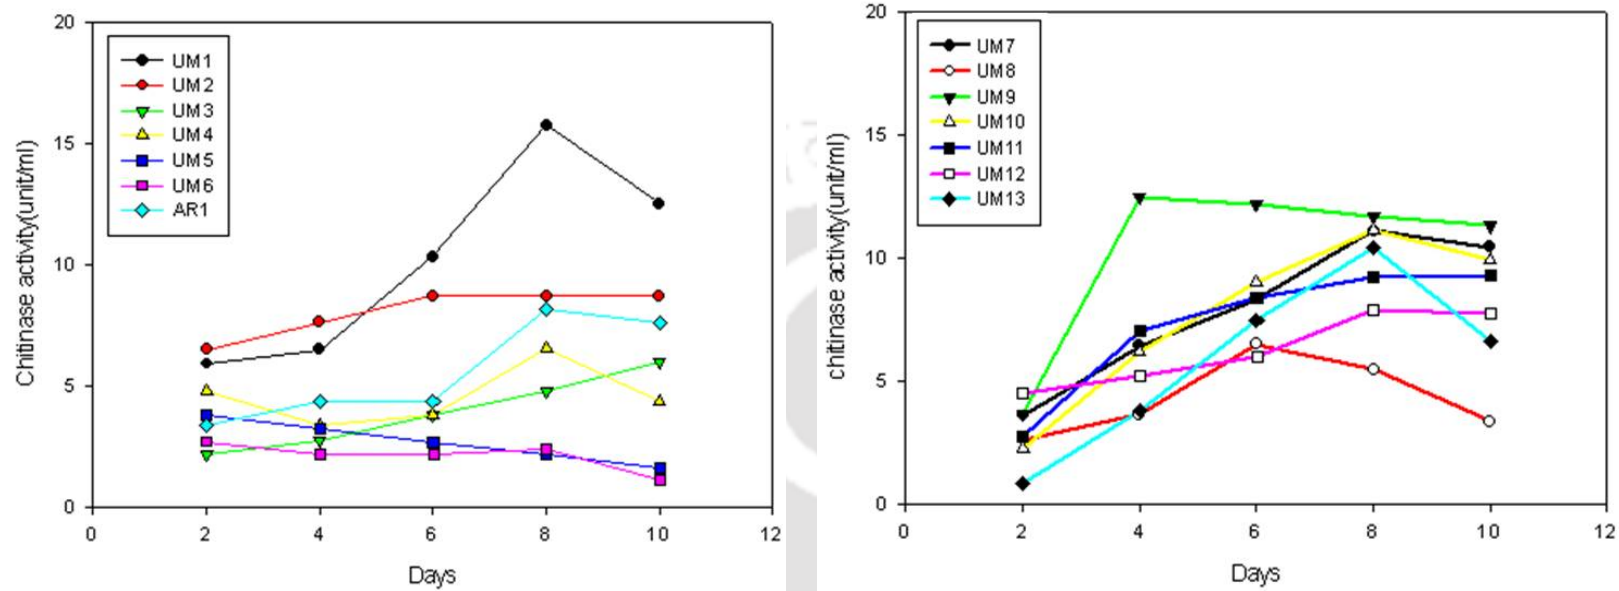 20
15
10
5
0
0
2
4
6
8
10
12
Chitinase activity(unit/ml)
Days
UM1
UM2
UM3
UM4
UM5
UM6
AR1
20
15
10
5
0
0
2
4
6
8
10
12
chitinase activity(unit/ml)
Days
UM7
UM8
UM9
UM10
UM11
UM12
UM13